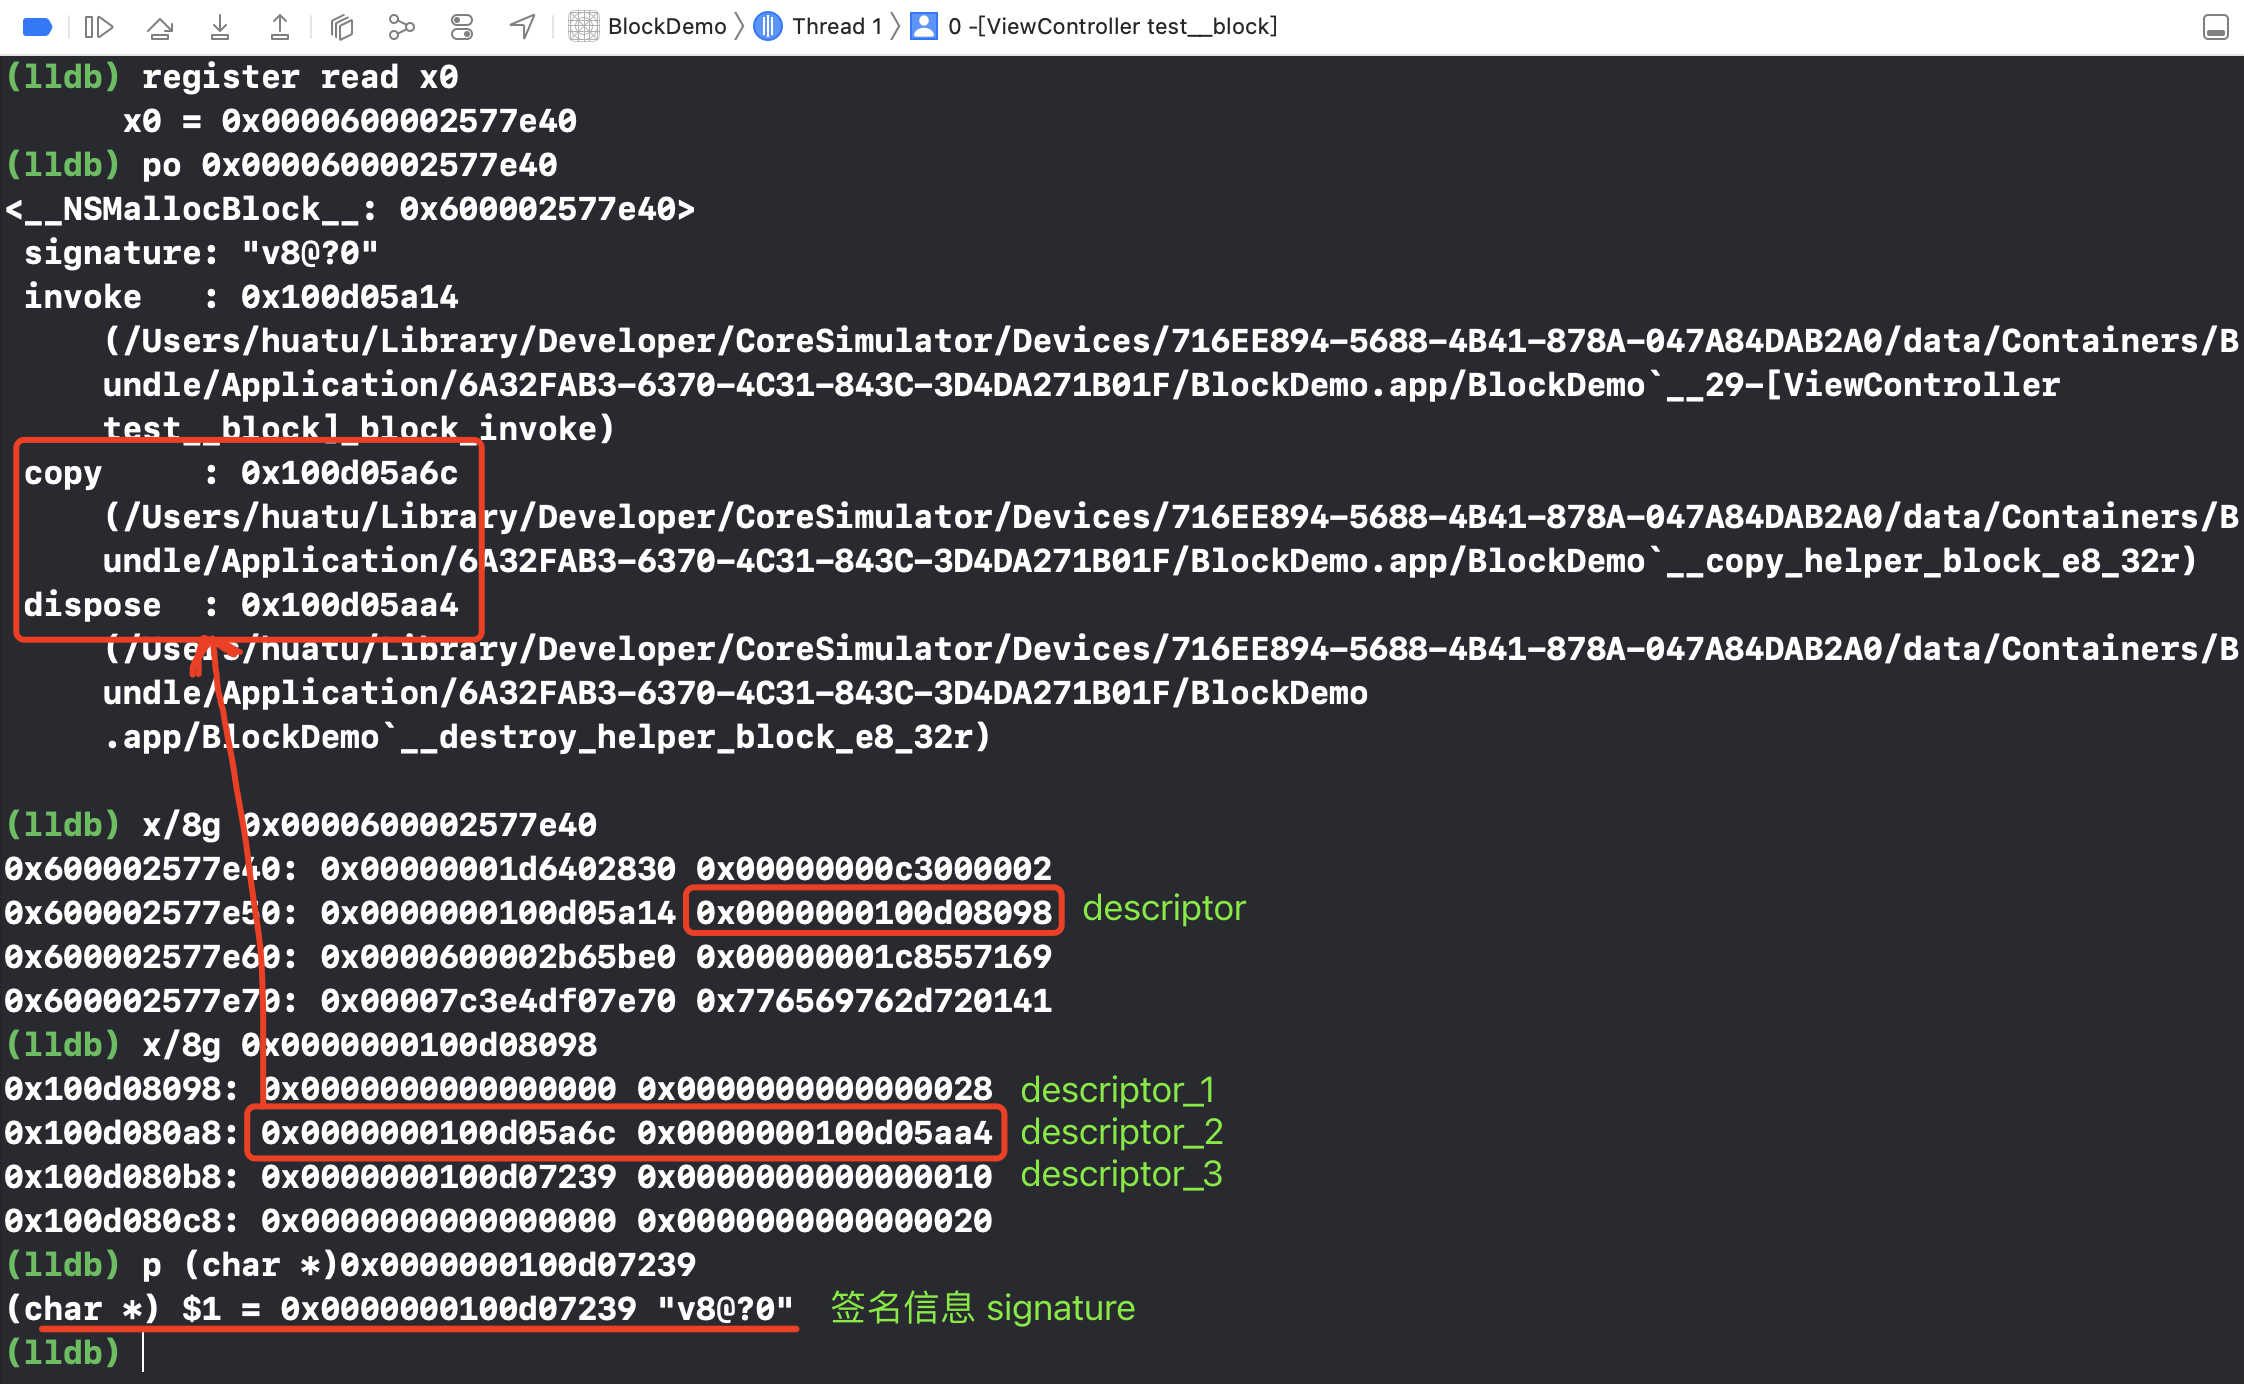 BlockDemo 〉 Thread 1 〉 0 -[ViewController test__block]
(lldb) register read x0
x0 = 0x0000600002577e40
(lldb) po 0x0000600002577e40
<__NSMallocBlock__: 0x600002577e40>
signature: "v8@?0"
invoke   : 0x100d05a14
(/Users/huatu/Library/Developer/CoreSimulator/Devices/716EE894-5688-4B41-878A-047A84DAB2A0/data/Containers/B
undle/Application/6A32FAB3-6370-4C31-843C-3D4DA271B01F/BlockDemo.app/BlockDemo`__29-[ViewController
test__block]_block_invoke)
copy     : 0x100d05a6c
(/Users/huatu/Library/Developer/CoreSimulator/Devices/716EE894-5688-4B41-878A-047A84DAB2A0/data/Containers/B
undle/Application/6A32FAB3-6370-4C31-843C-3D4DA271B01F/BlockDemo.app/BlockDemo`__copy_helper_block_e8_32r)
dispose  : 0x100d05aa4
(/Users/huatu/Library/Developer/CoreSimulator/Devices/716EE894-5688-4B41-878A-047A84DAB2A0/data/Containers/B
undle/Application/6A32FAB3-6370-4C31-843C-3D4DA271B01F/BlockDemo
.app/BlockDemo`__destroy_helper_block_e8_32r)
(lldb) x/8g 0x0000600002577e40
0x600002577e40: 0x00000001d6402830 0x00000000c3000002
0x600002577e50: 0x0000000100d05a14 0x0000000100d08098 descriptor
0x600002577e60: 0x0000600002b65be0 0x00000001c8557169
0x600002577e70: 0x00007c3e4df07e70 0x776569762d720141
(lldb) x/8g 0x0000000100d08098
0x100d08098: 0x0000000000000000 0x0000000000000028 descriptor_1
0x100d080a8: 0x0000000100d05a6c 0x0000000100d05aa4 descriptor_2
0x100d080b8: 0x0000000100d07239 0x0000000000000010 descriptor_3
0x100d080c8: 0x0000000000000000 0x0000000000000020
(lldb) p (char *)0x0000000100d07239
(char *) $1 = 0x0000000100d07239 "v8@?0" 签名信息 signature
(lldb)